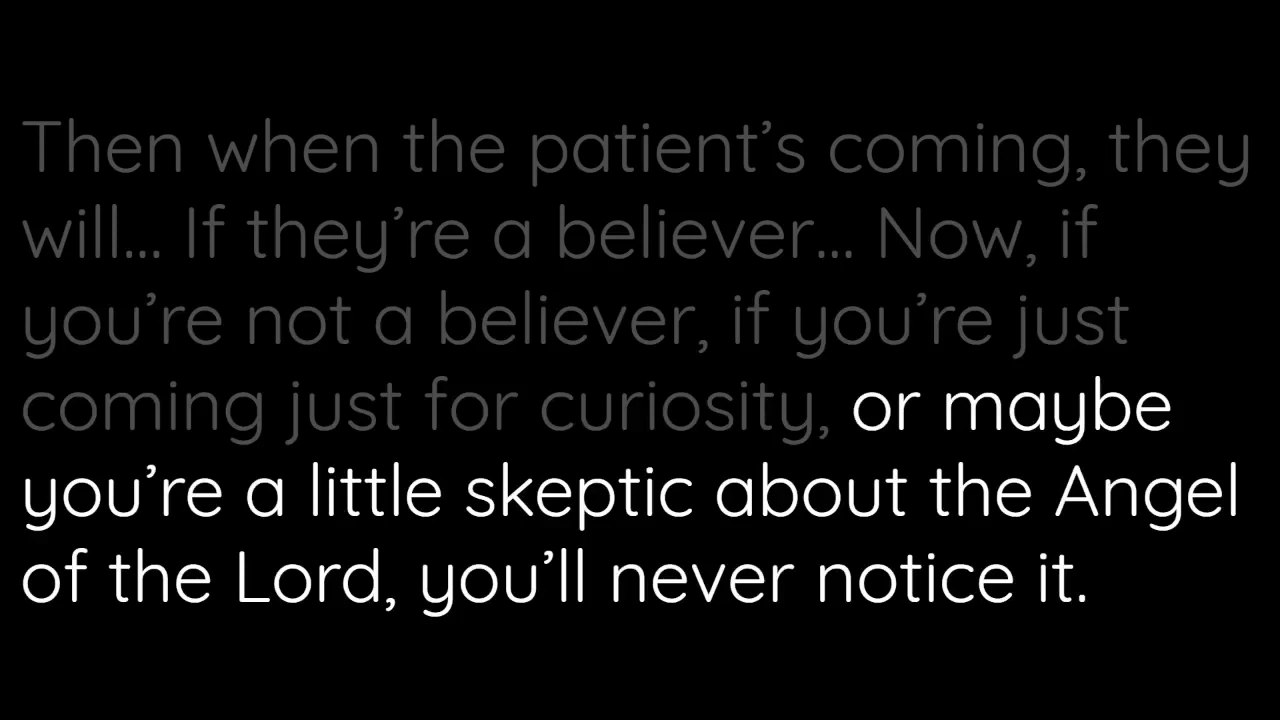 Then when the patient’s coming, they
will... If they’re a believer... Now, if
you’re not a believer, if you’re just
coming just for curiosity, or maybe
you’re a little skeptic about the Angel
of the Lord, you’ll never notice it.